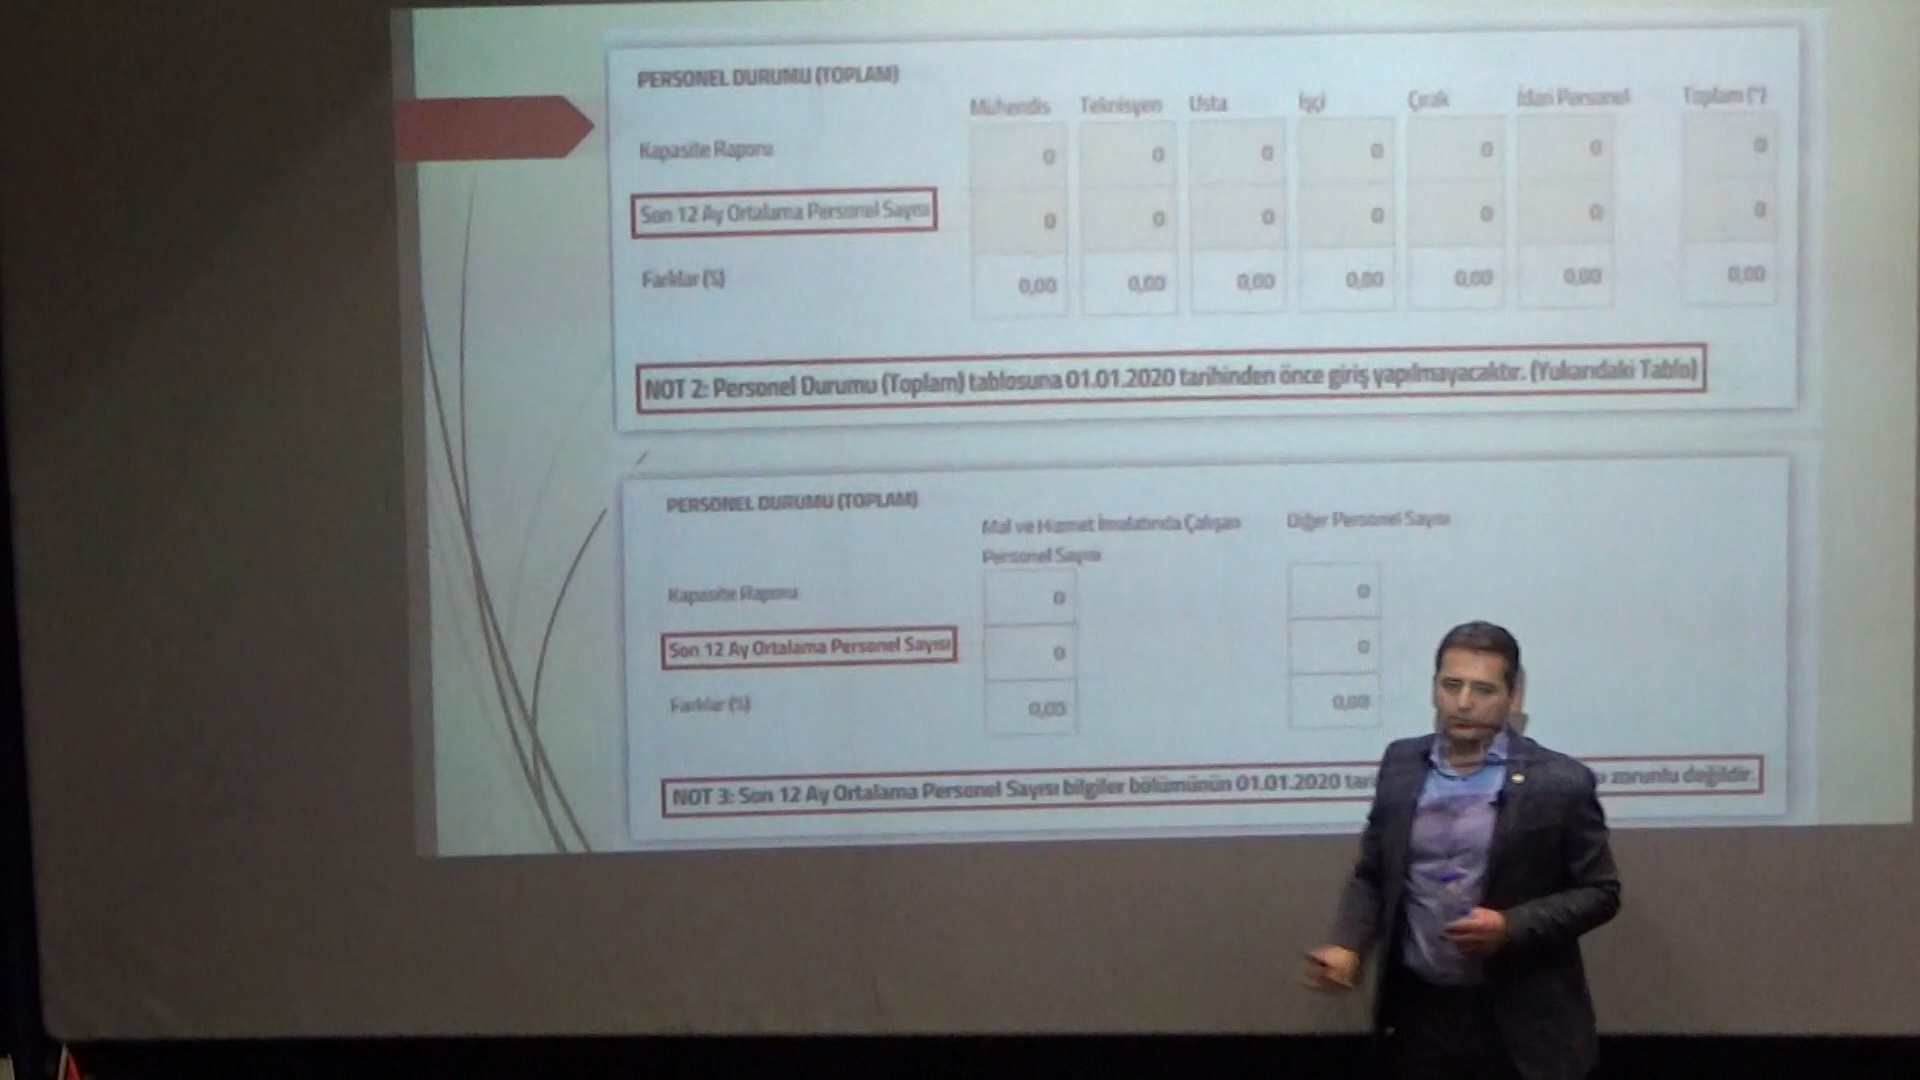 PERSONEL DURUMU (TOPLAM)
Mühendis Teknisyen Usta İşçi Çırak İdari Personel Toplam (*)
Kapasite Raporu 0 0 0 0 0 0 0
Son 12 Ay Ortalama Personel Sayısı 0 0 0 0 0 0 0
Farklar (%) 0,00 0,00 0,00 0,00 0,00 0,00 0,00
NOT 2: Personel Durumu (Toplam) tablosuna 01.01.2020 tarihinden önce giriş yapılmayacaktır. (Yukarıdaki Tablo)
PERSONEL DURUMU (TOPLAM)
Mal ve Hizmet İmalatında Çalışan Diğer Personel Sayısı
Personel Sayısı
Kapasite Raporu 0 0
Son 12 Ay Ortalama Personel Sayısı 0 0
Farklar (%) 0,00 0,00
NOT 3: Son 12 Ay Ortalama Personel Sayısı bilgiler bölümünün 01.01.2020 tari zorunlu değildir.